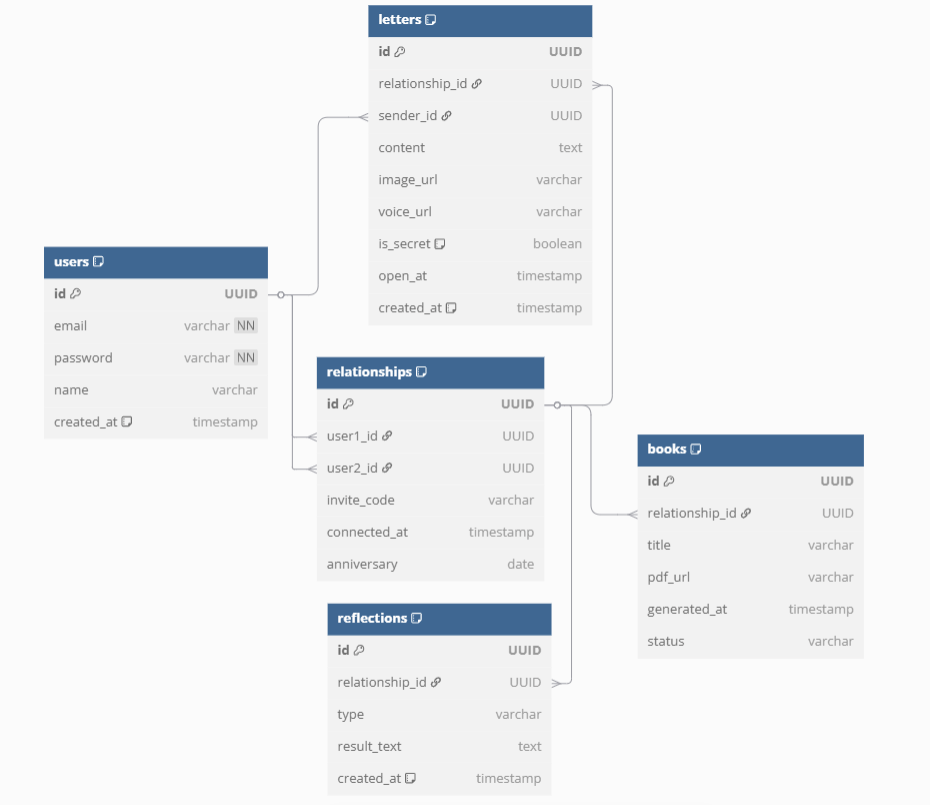 letters
id UUID
relationship_id UUID
sender_id UUID
content text
image_url varchar
voice_url varchar
is_secret boolean
open_at timestamp
created_at timestamp
users
id UUID
email varchar NN
password varchar NN
name varchar
created_at timestamp
relationships
id UUID
user1_id UUID
user2_id UUID
invite_code varchar
connected_at timestamp
anniversary date
books
id UUID
relationship_id UUID
title varchar
pdf_url varchar
generated_at timestamp
status varchar
reflections
id UUID
relationship_id UUID
type varchar
result_text text
created_at timestamp